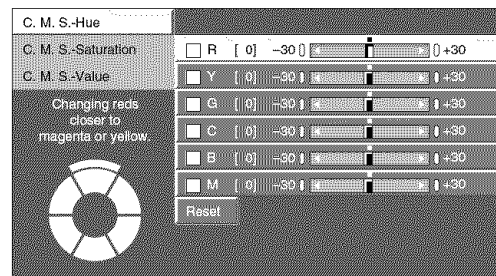 C. M. S.-Hue
C. M. S.-Saturation
C. M. S.-Value
Changing reds
closer to
magenta or yellow.
R [ 0] −30 +30
Y [ 0] −30 +30
G [ 0] −30 +30
C [ 0] −30 +30
B [ 0] −30 +30
M [ 0] −30 +30
Reset